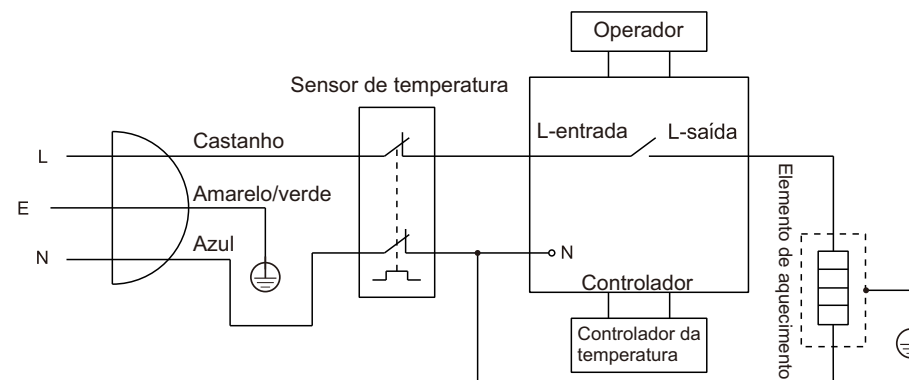 Operador
Sensor de temperatura
L-entrada
L-saída
Castanho
L
Amarelo/verde
E
Azul
N
N
Controlador
Controlador da
temperatura
Elemento de aquecimento